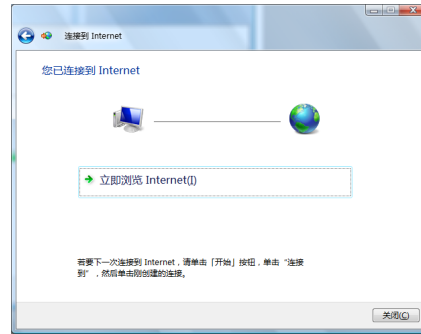 连接到 Internet
您已连接到 Internet
立即浏览 Internet(I)
若要下一次连接到 Internet，请单击「开始」按钮，单击“连接
到”，然后单击刚创建的连接。
关闭(C)